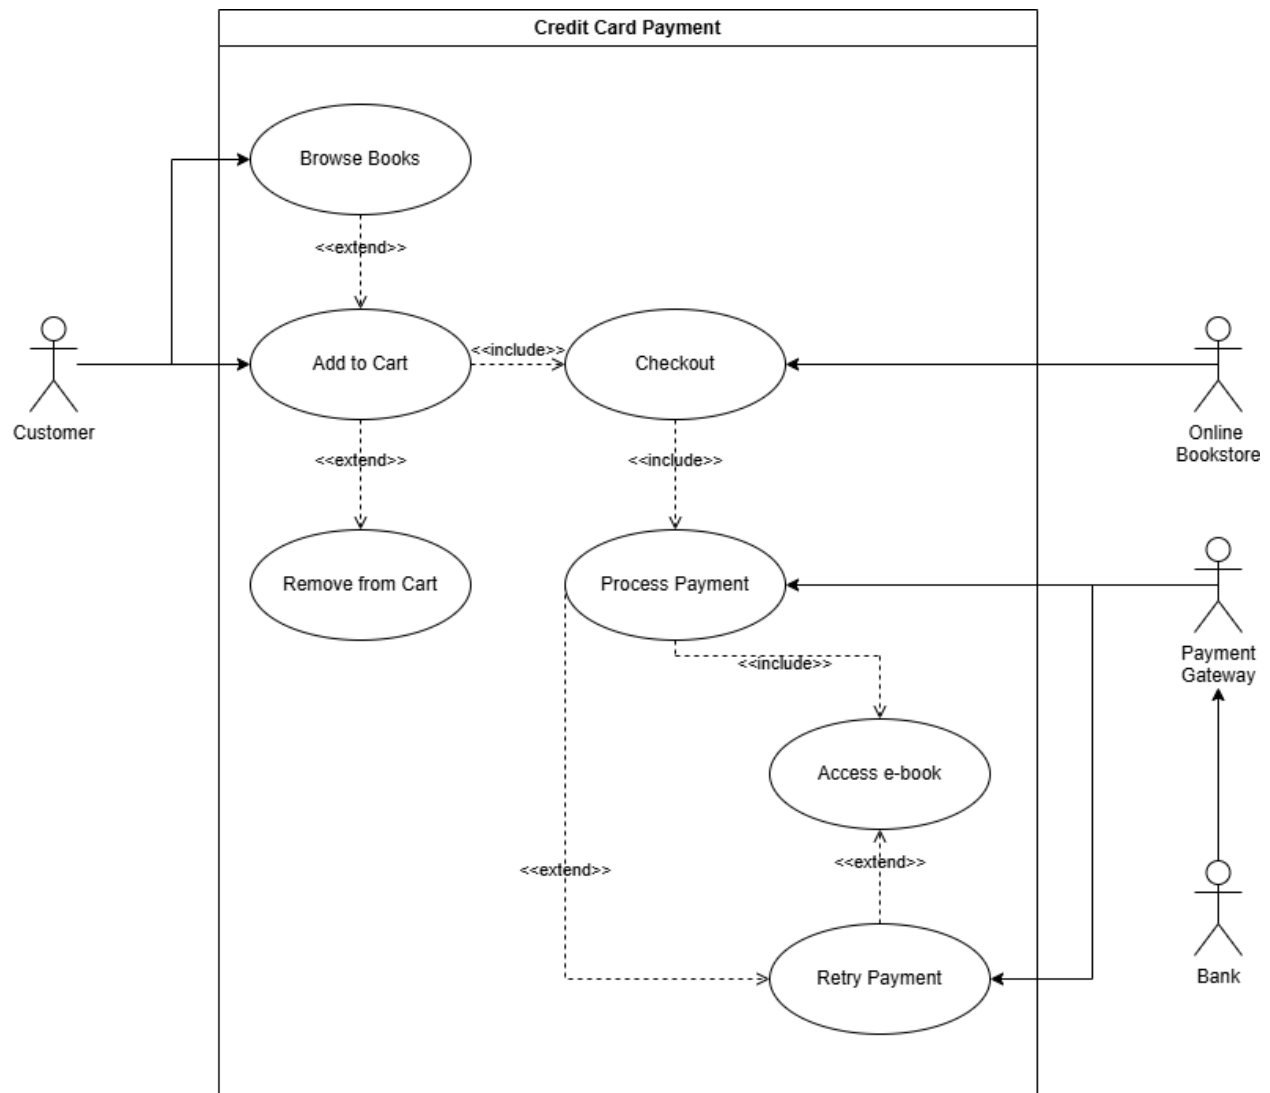 Credit Card Payment
Browse Books
<<extend>>
Add to Cart
<<include>>
Checkout
Customer
Online
Bookstore
<<extend>>
<<include>>
Remove from Cart
Process Payment
Payment
Gateway
<<include>>
Access e-book
<<extend>>
<<extend>>
Retry Payment
Bank